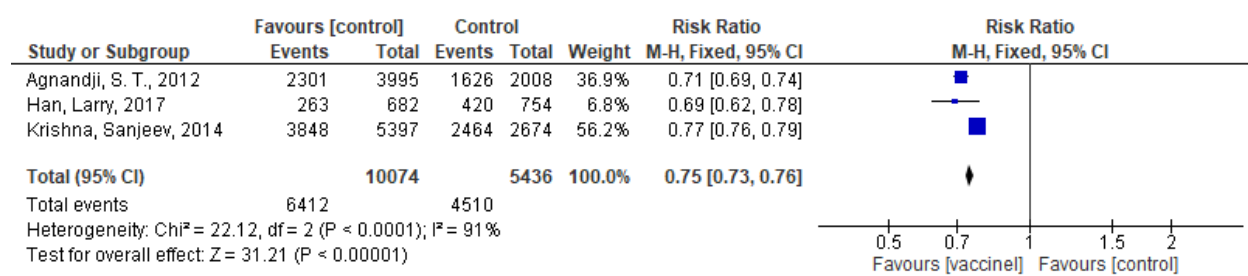 Favours [control] Control Risk Ratio Risk Ratio
Study or Subgroup Events Total Events Total Weight M-H, Fixed, 95% CI M-H, Fixed, 95% CI
Agnandji, S. T., 2012 2301 3995 1626 2008 36.9% 0.71 [0.69, 0.74]
Han, Larry, 2017 263 682 420 754 6.8% 0.69 [0.62, 0.78]
Krishna, Sanjeev, 2014 3848 5397 2464 2674 56.2% 0.77 [0.76, 0.79]
Total (95% CI) 10074 5436 100.0% 0.75 [0.73, 0.76]
Total events 6412 4510
Heterogeneity: Chi² = 22.12, df = 2 (P < 0.0001); I² = 91%
Test for overall effect: Z = 31.21 (P < 0.00001)
0.5 0.7 1 1.5 2
Favours [vaccinel] Favours [control]